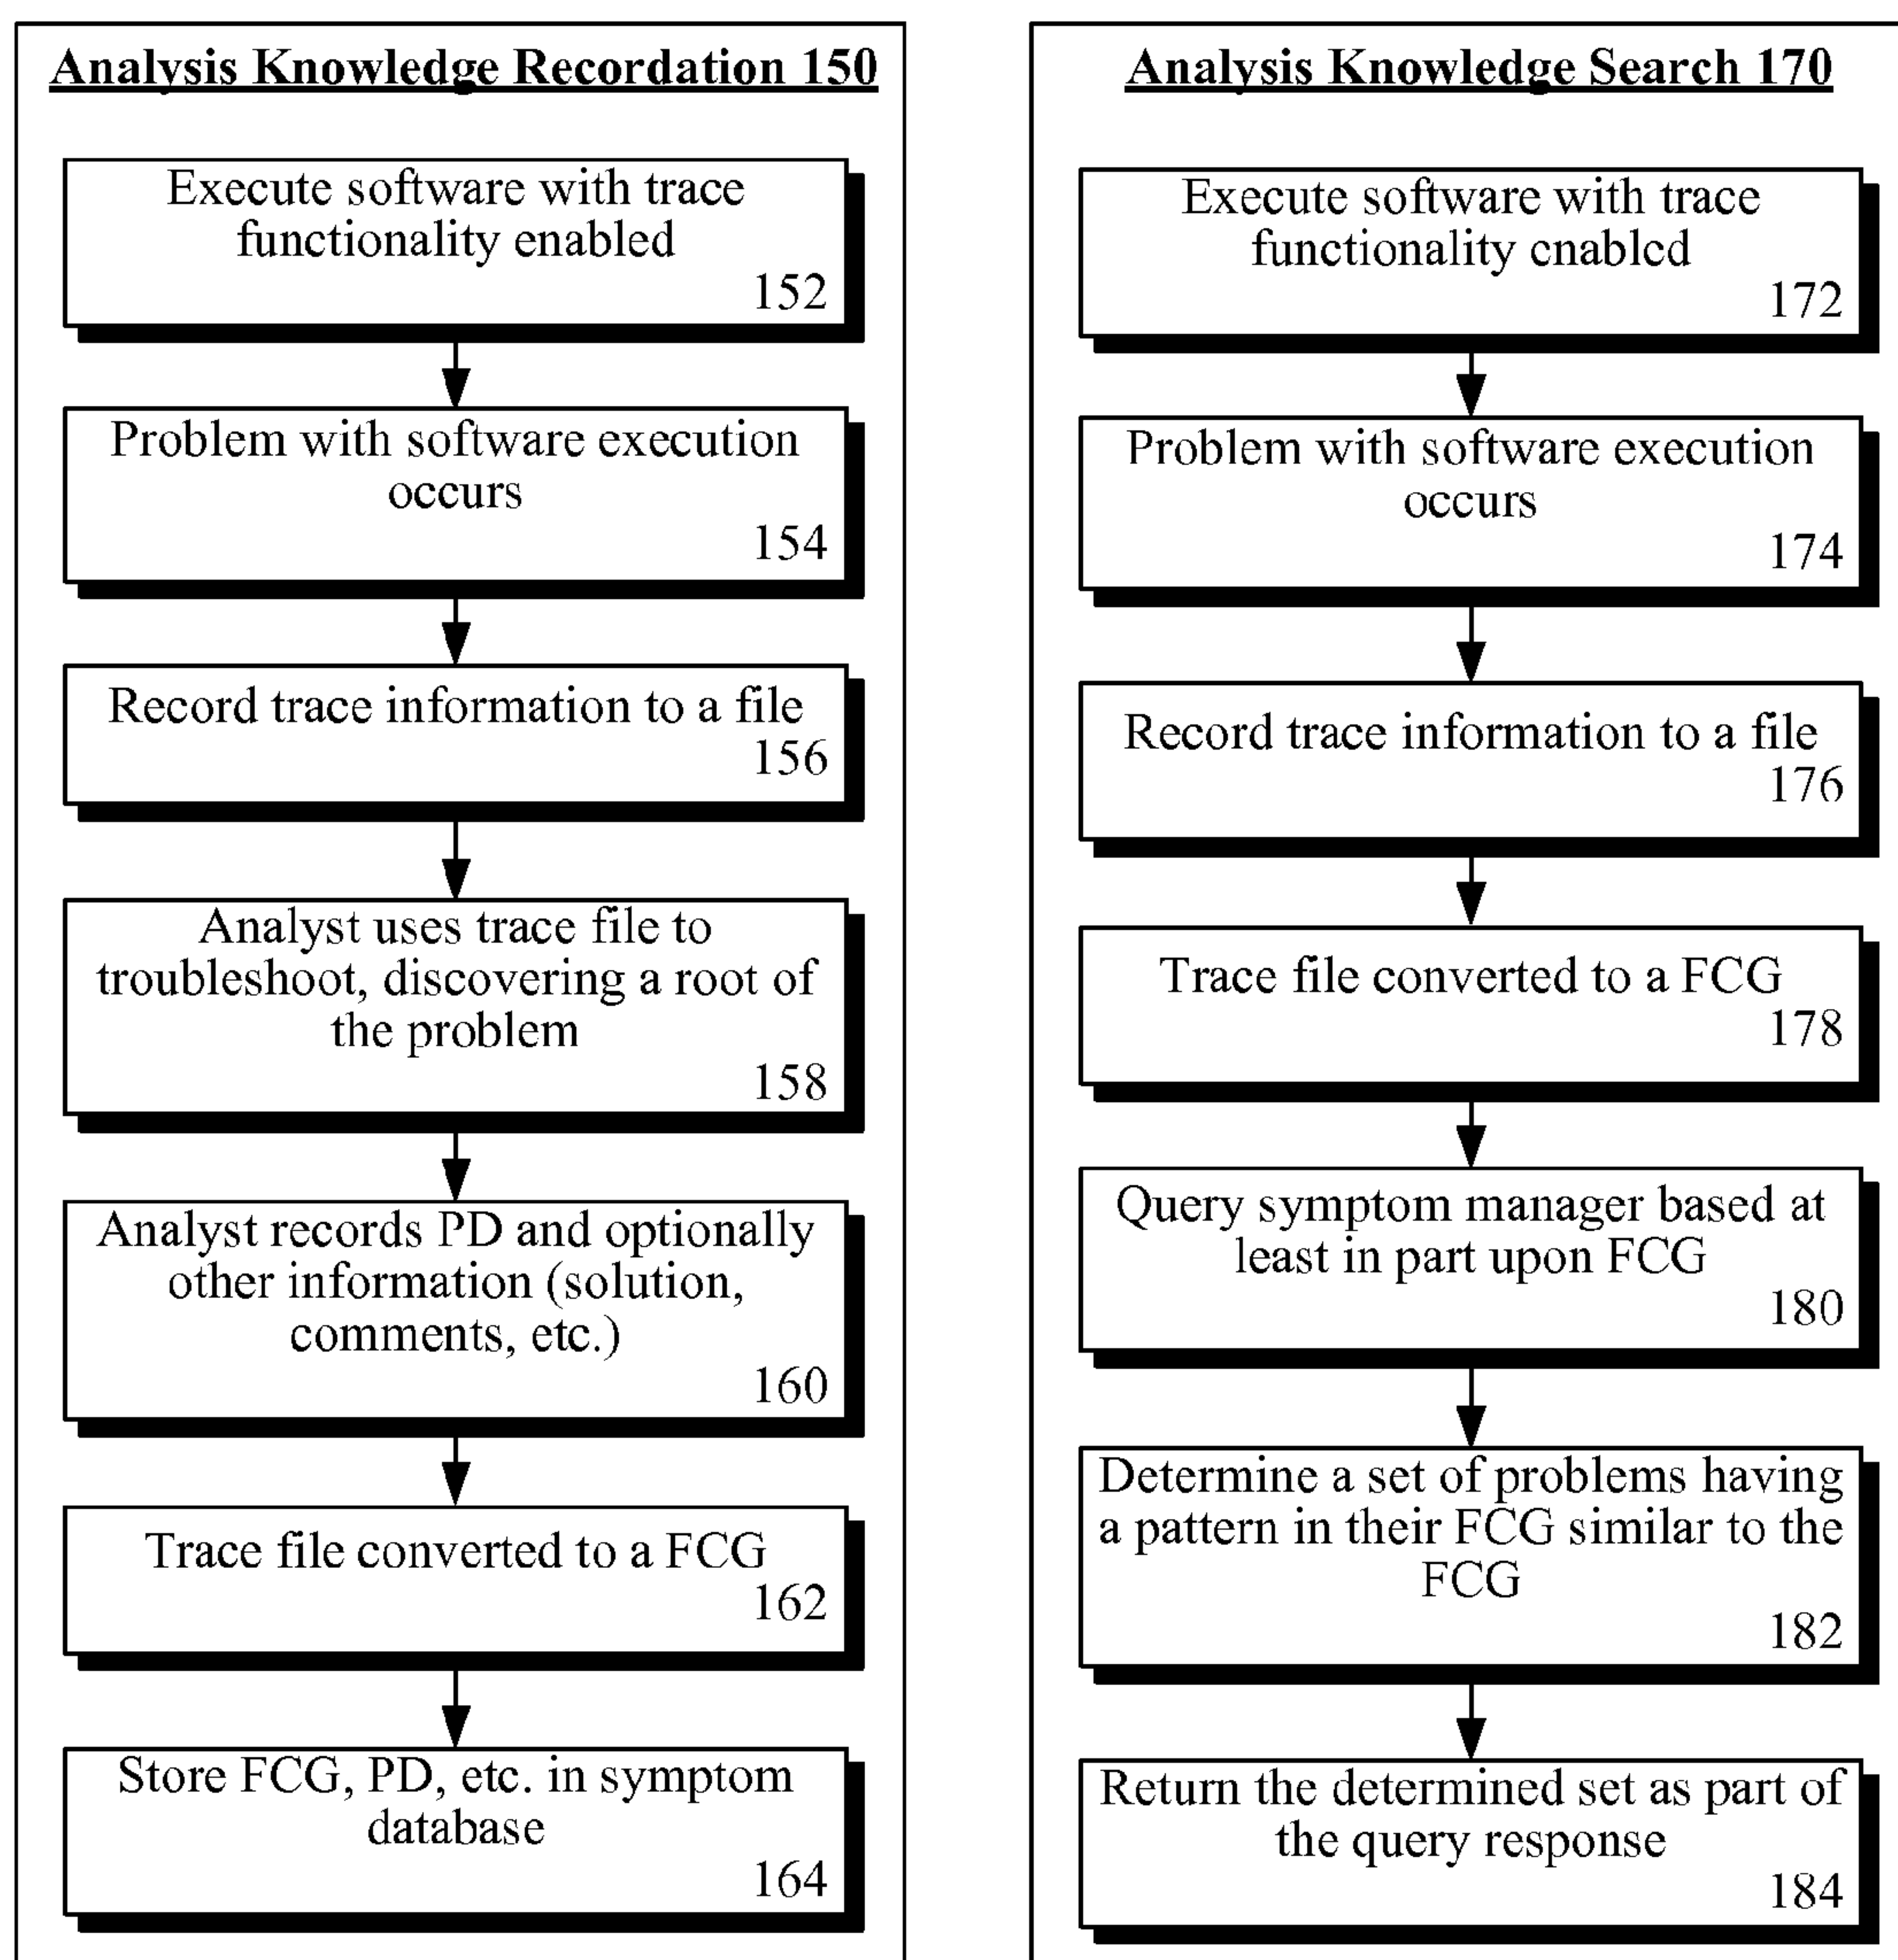 Analysis Knowledge Recordation 150
Execute software with trace
functionality enabled
152
Problem with software execution
occurs
154
Record trace information to a file
156
Analyst uses trace file to
troubleshoot, discovering a root of
the problem
158
Analyst records PD and optionally
other information (solution,
comments, etc.)
160
Trace file converted to a FCG
162
Store FCG, PD, etc. in symptom
database
164
Analysis Knowledge Search 170
Execute software with trace
functionality enabled
172
Problem with software execution
occurs
174
Record trace information to a file
176
Trace file converted to a FCG
178
Query symptom manager based at
least in part upon FCG
180
Determine a set of problems having
a pattern in their FCG similar to the
FCG
182
Return the determined set as part of
the query response
184